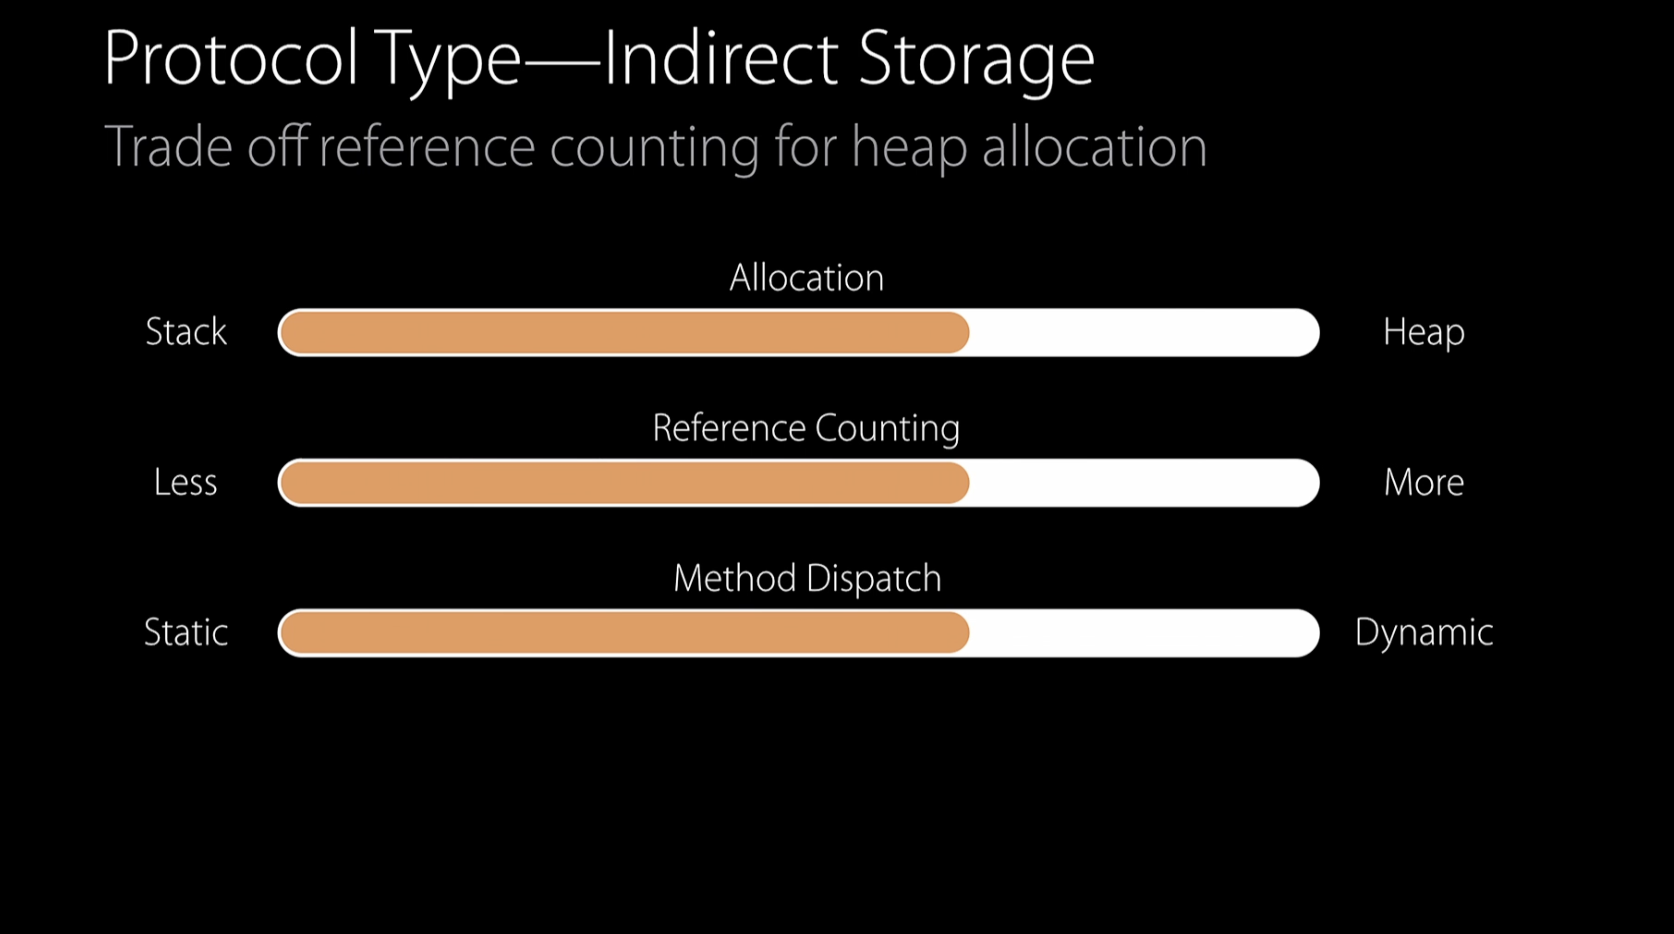 Protocol Type—Indirect Storage
Trade off reference counting for heap allocation
Allocation
Stack
Heap
Reference Counting
Less
More
Method Dispatch
Static
Dynamic